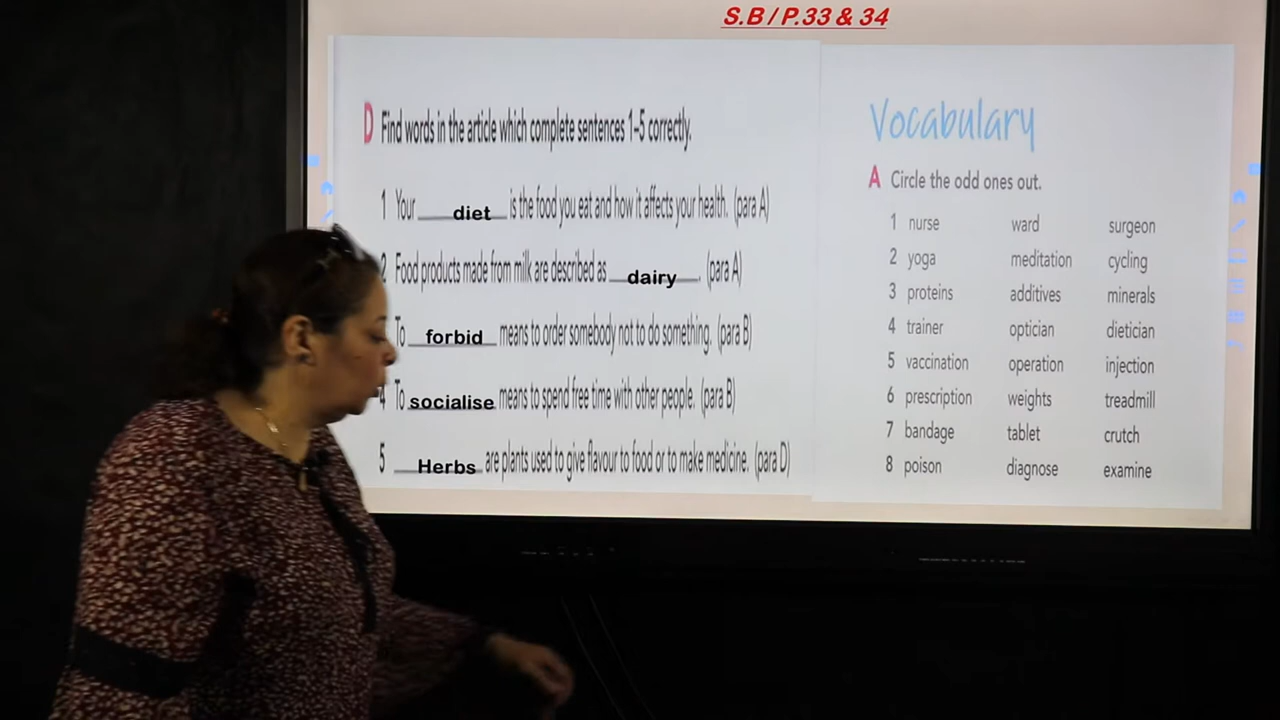 S.B / P.33 & 34
D Find words in the article which complete sentences 1–5 correctly.
1 Your diet is the food you eat and how it affects your health. (para A)
2 Food products made from milk are described as dairy. (para A)
To forbid means to order somebody not to do something. (para B)
4 To socialise means to spend free time with other people. (para B)
5 Herbs are plants used to give flavour to food or to make medicine. (para D)
Vocabulary
A Circle the odd ones out.
1 nurse ward surgeon
2 yoga meditation cycling
3 proteins additives minerals
4 trainer optician dietician
5 vaccination operation injection
6 prescription weights treadmill
7 bandage tablet crutch
8 poison diagnose examine